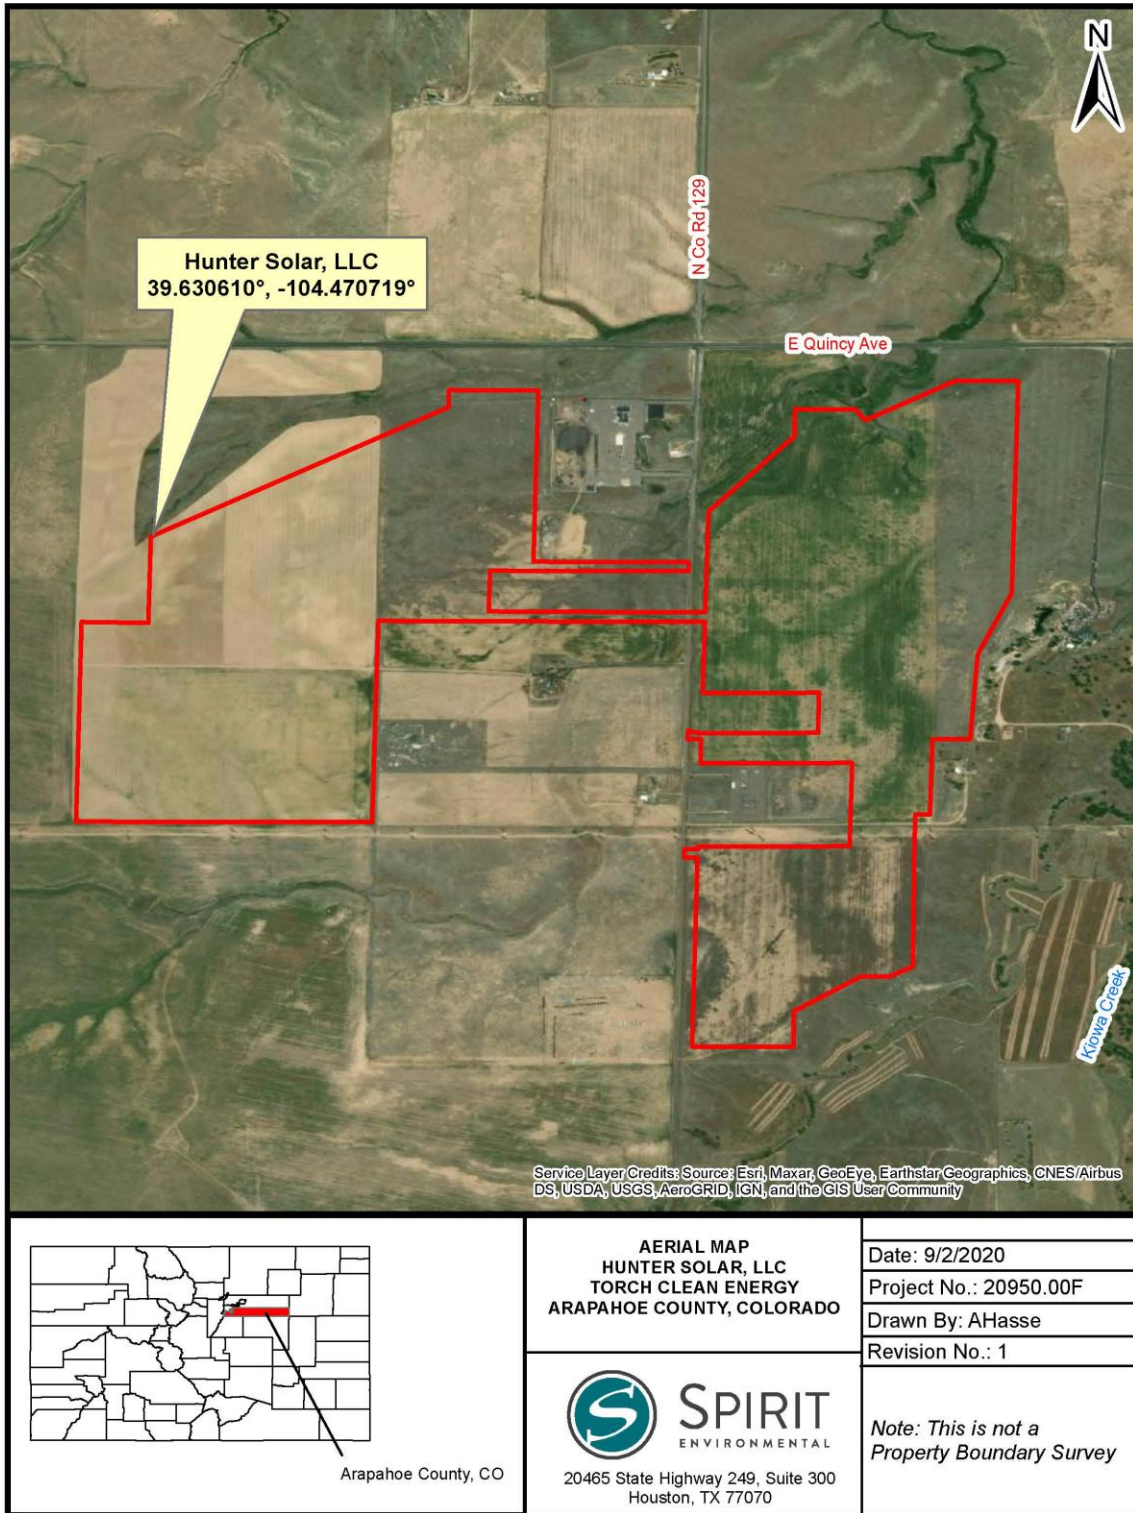 N
N Co Rd 129
Hunter Solar, LLC
39.630610°, -104.470719°
E Quincy Ave
Kiowa Creek
Service Layer Credits: Source: Esri, Maxar, GeoEye, Earthstar Geographics, CNES/Airbus
DS, USDA, USGS, AeroGRID, IGN, and the GIS User Community
Arapahoe County, CO
AERIAL MAP
HUNTER SOLAR, LLC
TORCH CLEAN ENERGY
ARAPAHOE COUNTY, COLORADO
S SPIRIT
ENVIRONMENTAL
20465 State Highway 249, Suite 300
Houston, TX 77070
Date: 9/2/2020
Project No.: 20950.00F
Drawn By: AHasse
Revision No.: 1
Note: This is not a
Property Boundary Survey